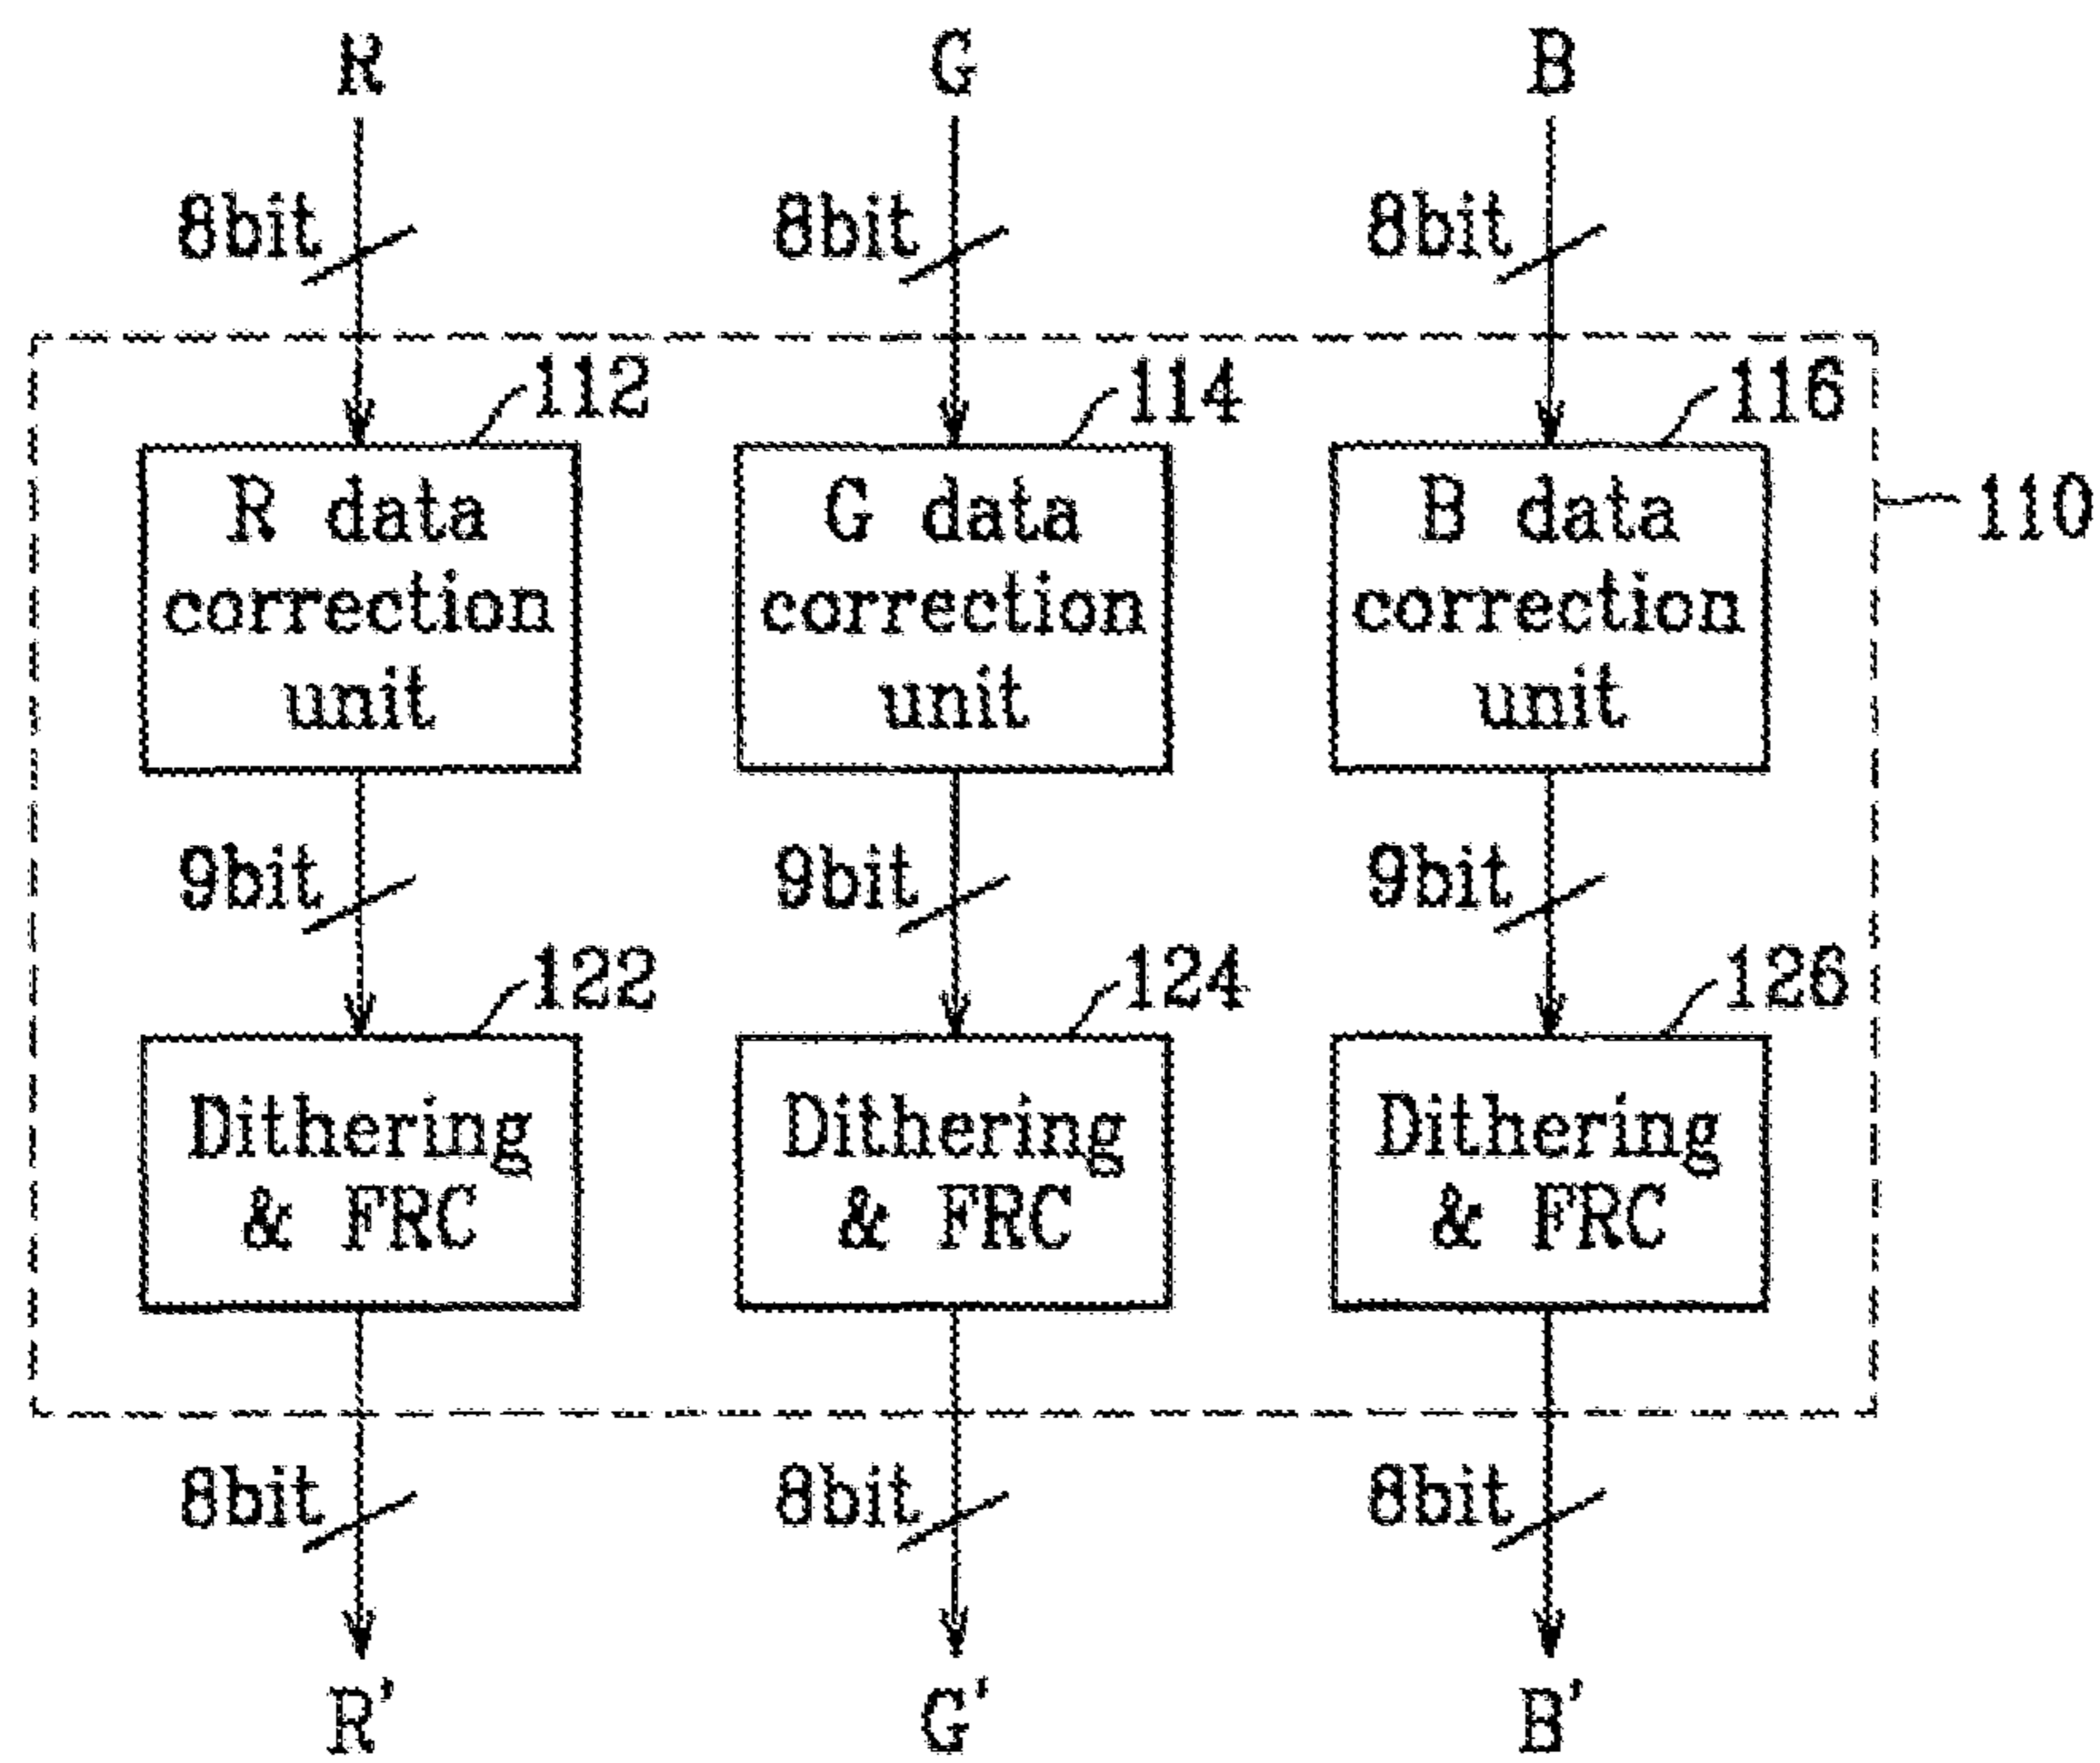 R G B
8bit 8bit 8bit
112 114 116
110
R data correction unit
G data correction unit
B data correction unit
9bit 9bit 9bit
122 124 126
Dithering & FRC
Dithering & FRC
Dithering & FRC
8bit 8bit 8bit
R' G' B'